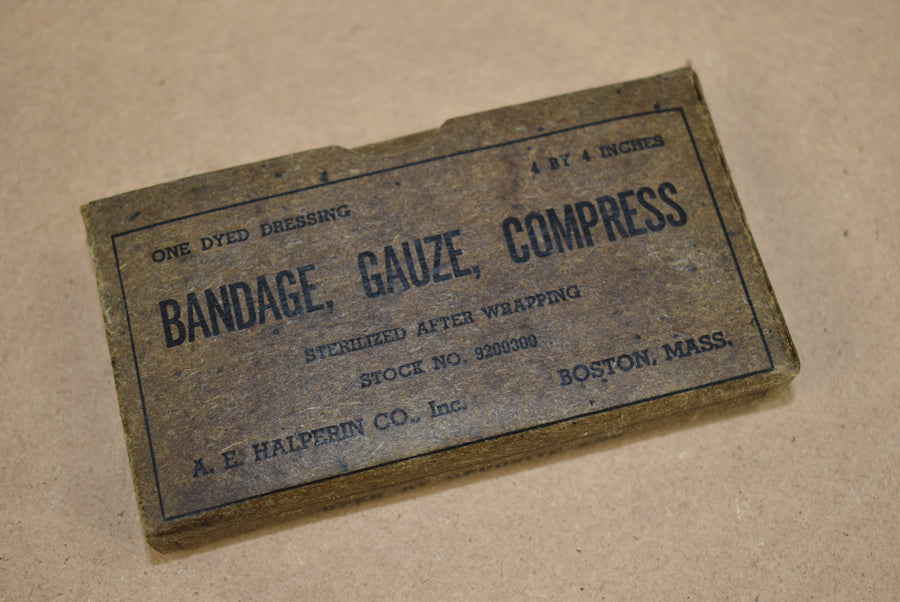 4 BY 4 INCHES
ONE DYED DRESSING
BANDAGE, GAUZE, COMPRESS
STERILIZED AFTER WRAPPING
STOCK NO. 9200300
A. E. HALPERIN CO., Inc.
BOSTON, MASS.